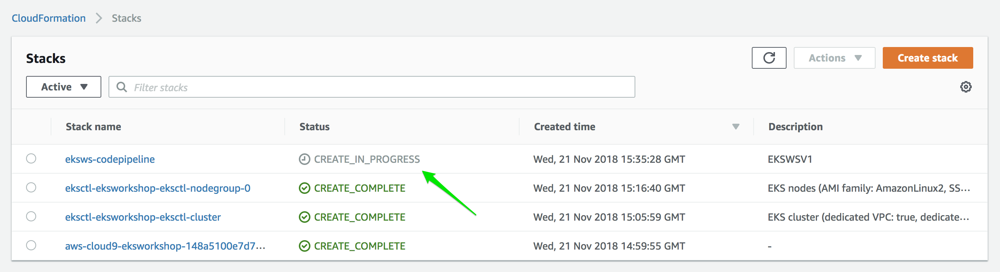 CloudFormation > Stacks
Stacks
Actions
Create stack
Active
Filter stacks
Stack name Status Created time Description
eksws-codepipeline CREATE_IN_PROGRESS Wed, 21 Nov 2018 15:35:28 GMT EKSWSV1
eksctl-eksworkshop-eksctl-nodegroup-0 CREATE_COMPLETE Wed, 21 Nov 2018 15:16:40 GMT EKS nodes (AMI family: AmazonLinux2, SS...
eksctl-eksworkshop-eksctl-cluster CREATE_COMPLETE Wed, 21 Nov 2018 15:05:59 GMT EKS cluster (dedicated VPC: true, dedicate...
aws-cloud9-eksworkshop-148a5100e7d7... CREATE_COMPLETE Wed, 21 Nov 2018 14:59:55 GMT -